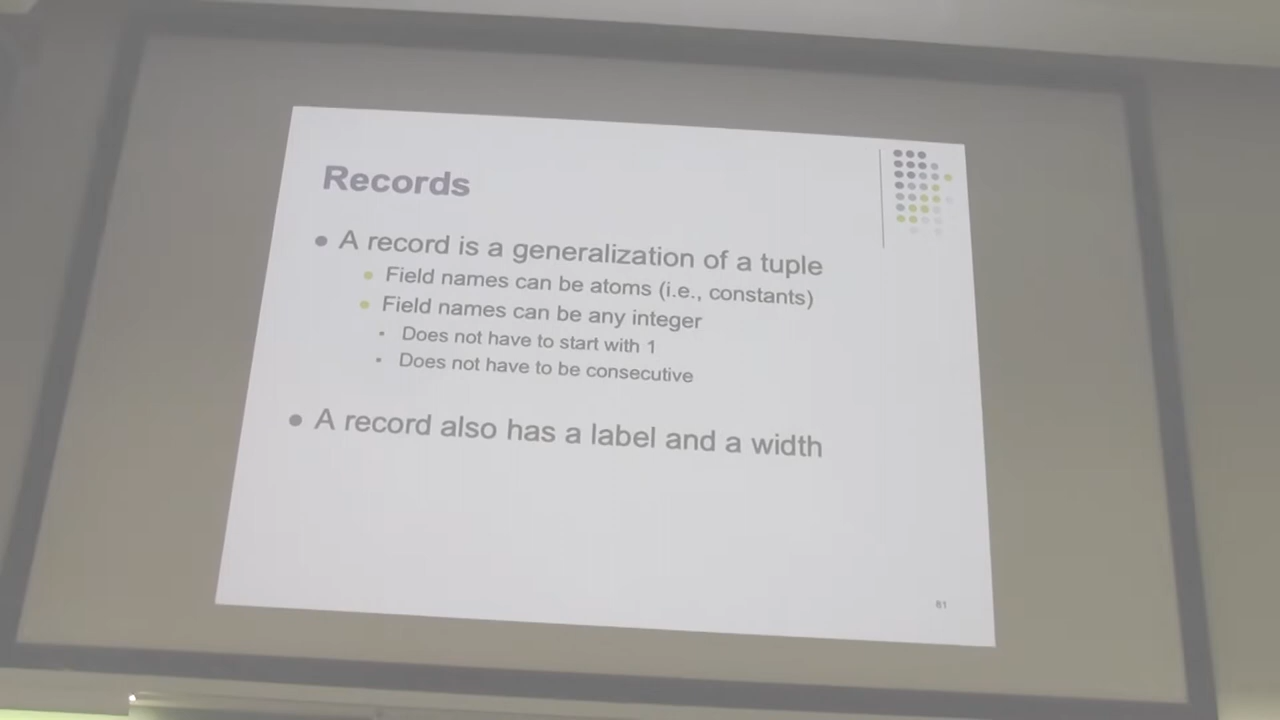 Records
A record is a generalization of a tuple
Field names can be atoms (i.e., constants)
Field names can be any integer
Does not have to start with 1
Does not have to be consecutive
A record also has a label and a width
81